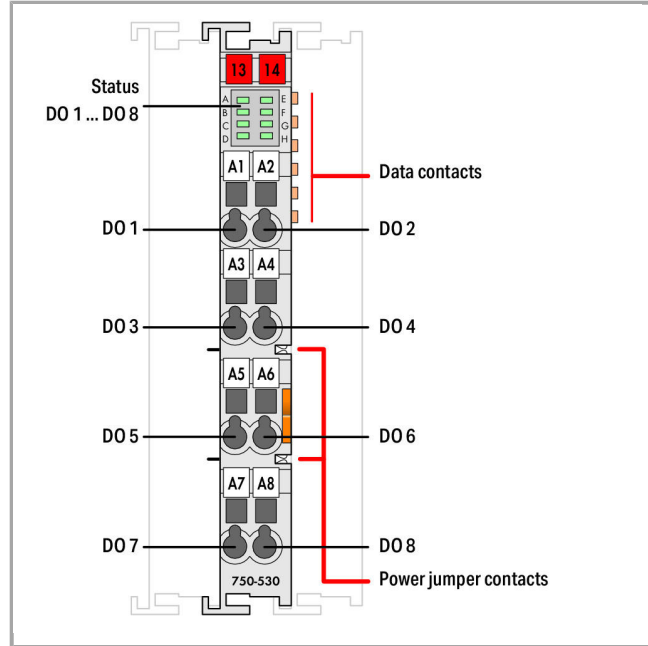 13 14
Status
DO 1 ... DO 8
A E
B F
C G
D H
Data contacts
A1 A2
DO 1 DO 2
A3 A4
DO 3 DO 4
A5 A6
DO 5 DO 6
A7 A8
DO 7 DO 8
750-530
Power jumper contacts